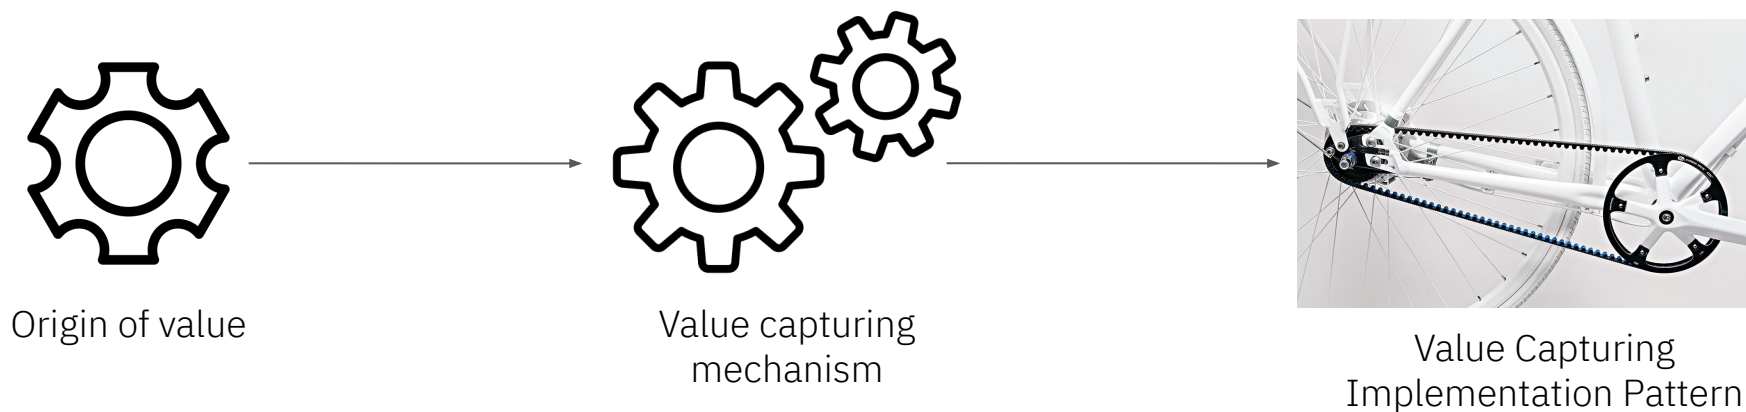 Origin of value
Value capturing
mechanism
Value Capturing
Implementation Pattern